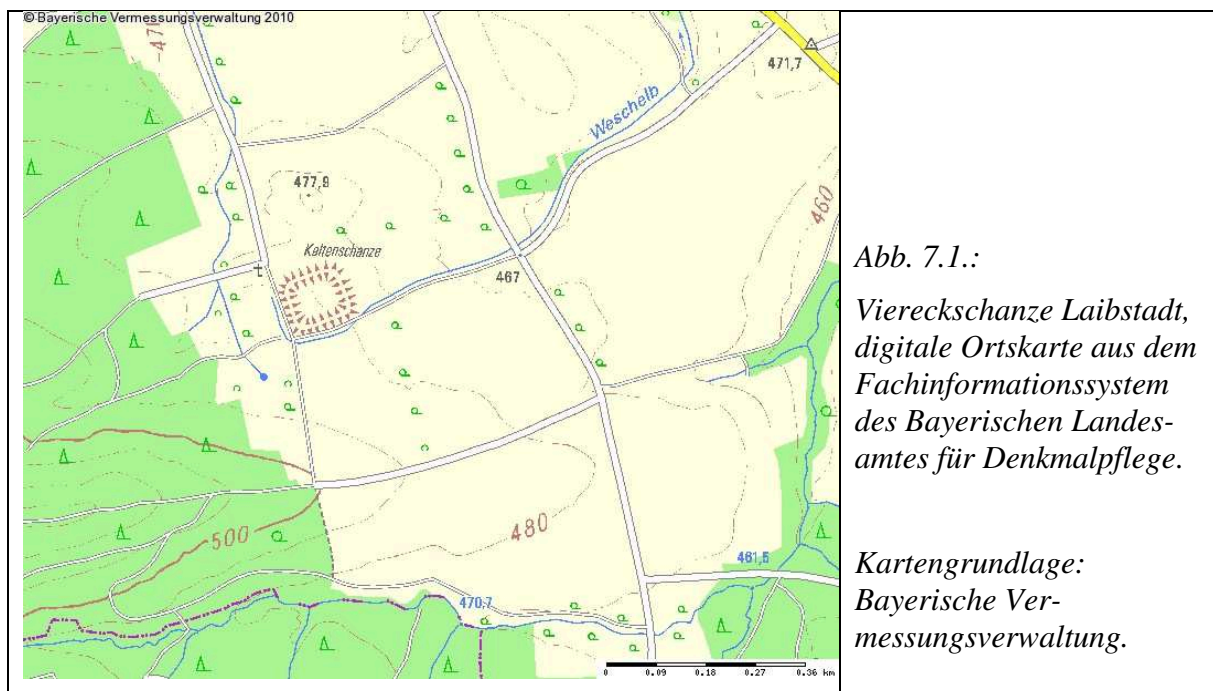 © Bayerische Vermessungsverwaltung 2010
470
471,7
Weschelb
477,9
460
Keltenschanze
467
500
480
461,5
470,7
0 0.09 0.18 0.27 0.36 km
Abb. 7.1.:
Viereckschanze Laibstadt,
digitale Ortskarte aus dem
Fachinformationssystem
des Bayerischen Landes-
amtes für Denkmalpflege.
Kartengrundlage:
Bayerische Ver-
messungsverwaltung.